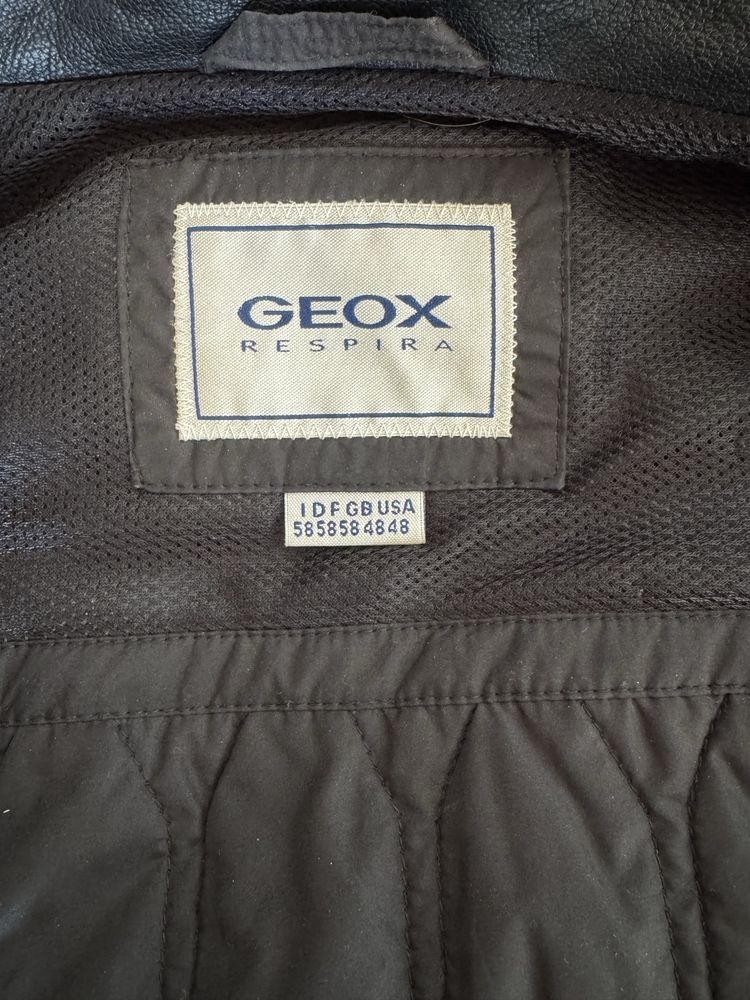 GEOX
RESPIRA
I D F GB USA
58 58 58 48 48